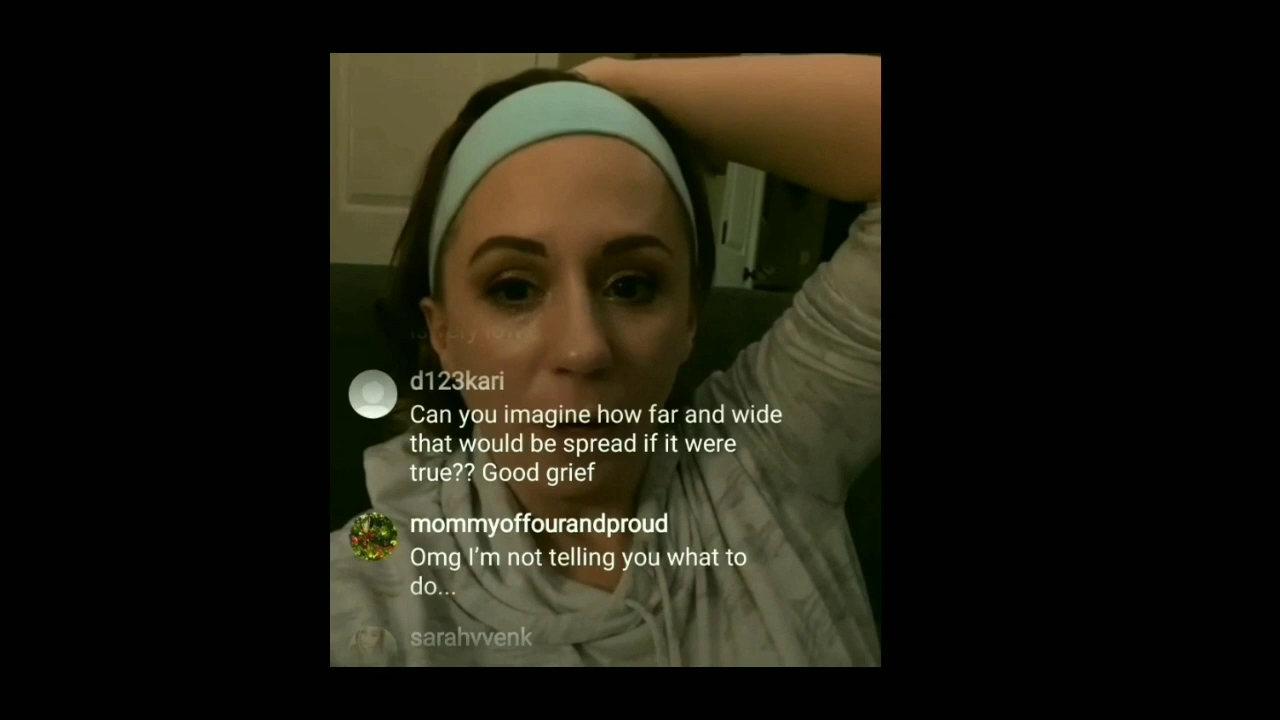 d123kari
Can you imagine how far and wide
that would be spread if it were
true?? Good grief
mommyoffourandproud
Omg I’m not telling you what to
do...
sarahvvenk